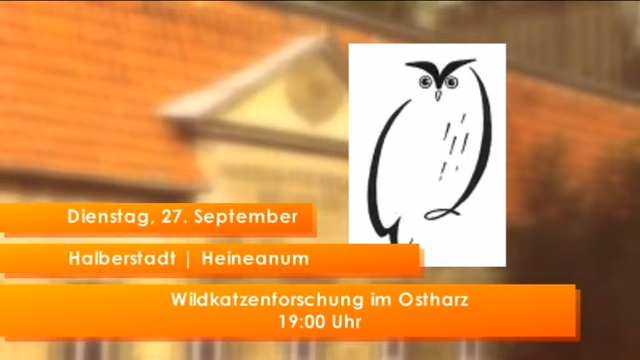 Dienstag, 27. September
Halberstadt | Heineanum
Wildkatzenforschung im Ostharz
19:00 Uhr